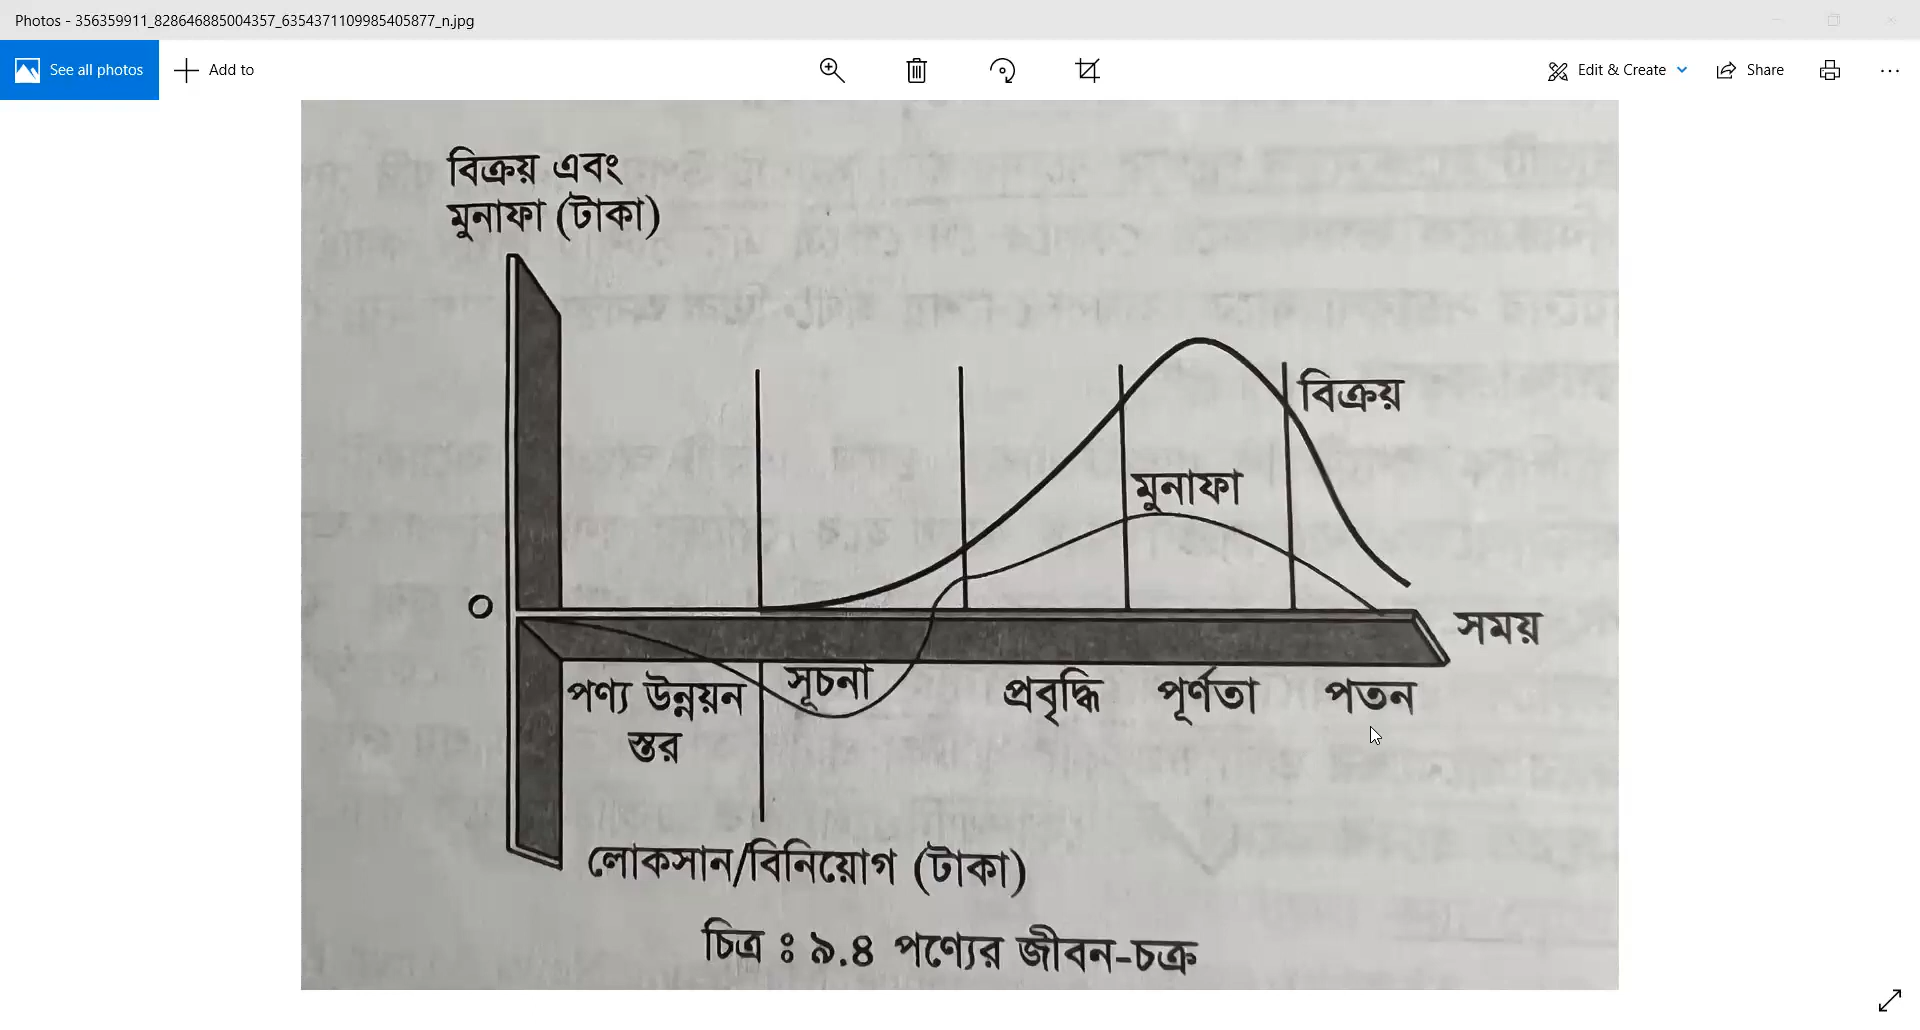 Photos - 356359911_828646885004357_6354371109985405877_n.jpg
See all photos
Add to
Edit & Create
Share
বিক্রয় এবং
মুনাফা (টাকা)
বিক্রয়
মুনাফা
০
সময়
পণ্য উন্নয়ন
স্তর
সূচনা
প্রবৃদ্ধি
পূর্ণতা
পতন
লোকসান/বিনিয়োগ (টাকা)
চিত্র ঃ ৯.৪ পণ্যের জীবন-চক্র